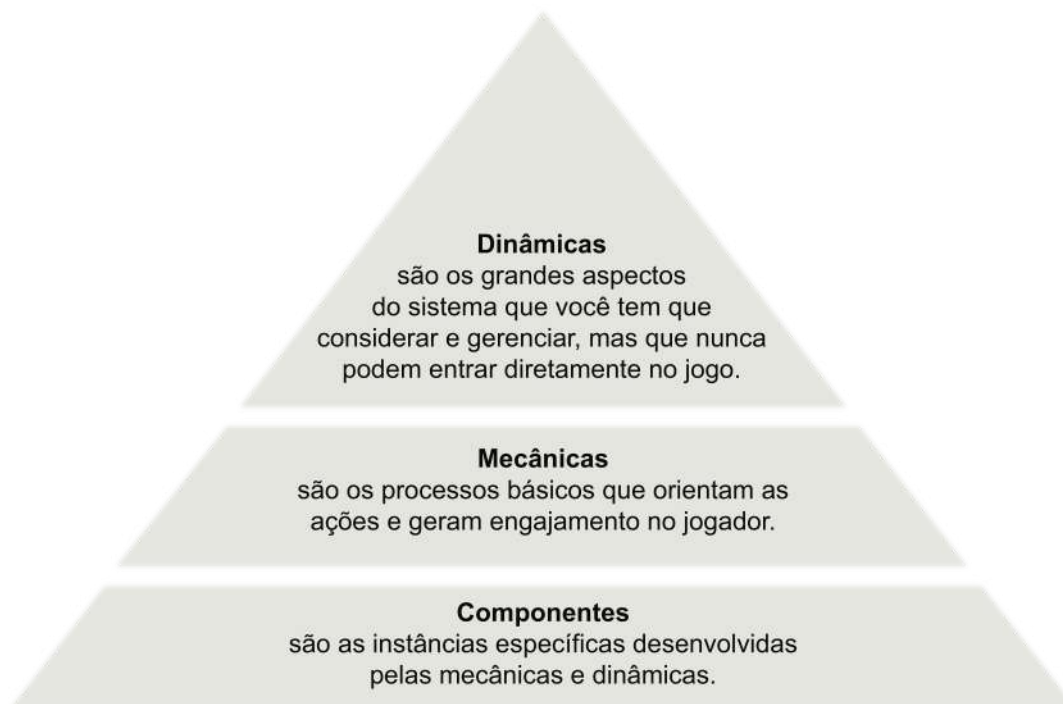 Dinâmicas
são os grandes aspectos
do sistema que você tem que
considerar e gerenciar, mas que nunca
podem entrar diretamente no jogo.
Mecânicas
são os processos básicos que orientam as
ações e geram engajamento no jogador.
Componentes
são as instâncias específicas desenvolvidas
pelas mecânicas e dinâmicas.